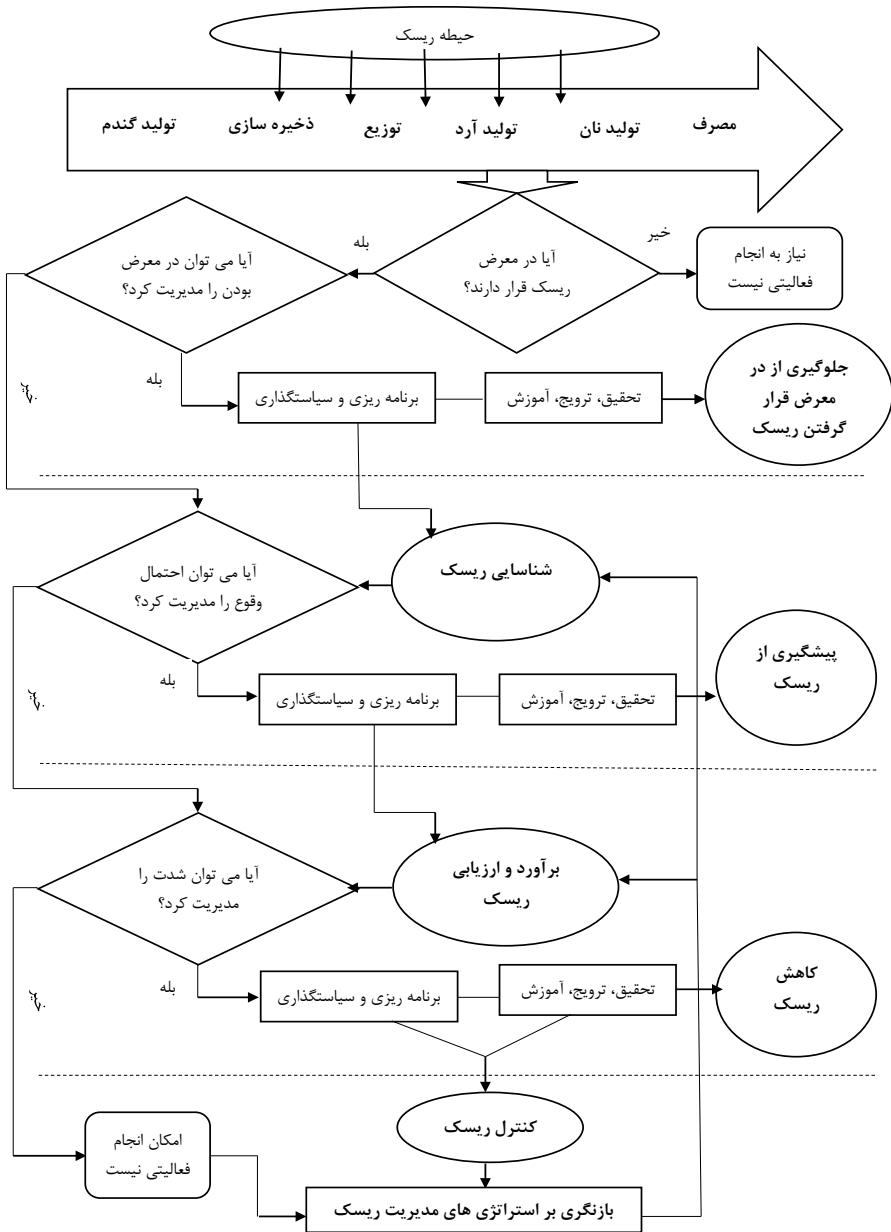 حیطه ریسک
تولید گندم
ذخیره سازی
توزیع
تولید آرد
تولید نان
مصرف
خیر
نیاز به انجام
فعالیتی نیست
آیا در معرض
ریسک قرار دارند؟
بله
آیا می توان در معرض
بودن را مدیریت کرد؟
خیر
بله
برنامه ریزی و سیاستگذاری
تحقیق، ترویج، آموزش
جلوگیری از در
معرض قرار
گرفتن ریسک
شناسایی ریسک
آیا می توان احتمال
وقوع را مدیریت کرد؟
خیر
بله
برنامه ریزی و سیاستگذاری
تحقیق، ترویج، آموزش
پیشگیری از
ریسک
برآورد و ارزیابی
ریسک
آیا می توان شدت را
مدیریت کرد؟
خیر
بله
برنامه ریزی و سیاستگذاری
تحقیق، ترویج، آموزش
کاهش
ریسک
کنترل ریسک
امکان انجام
فعالیتی نیست
بازنگری بر استراتژی های مدیریت ریسک